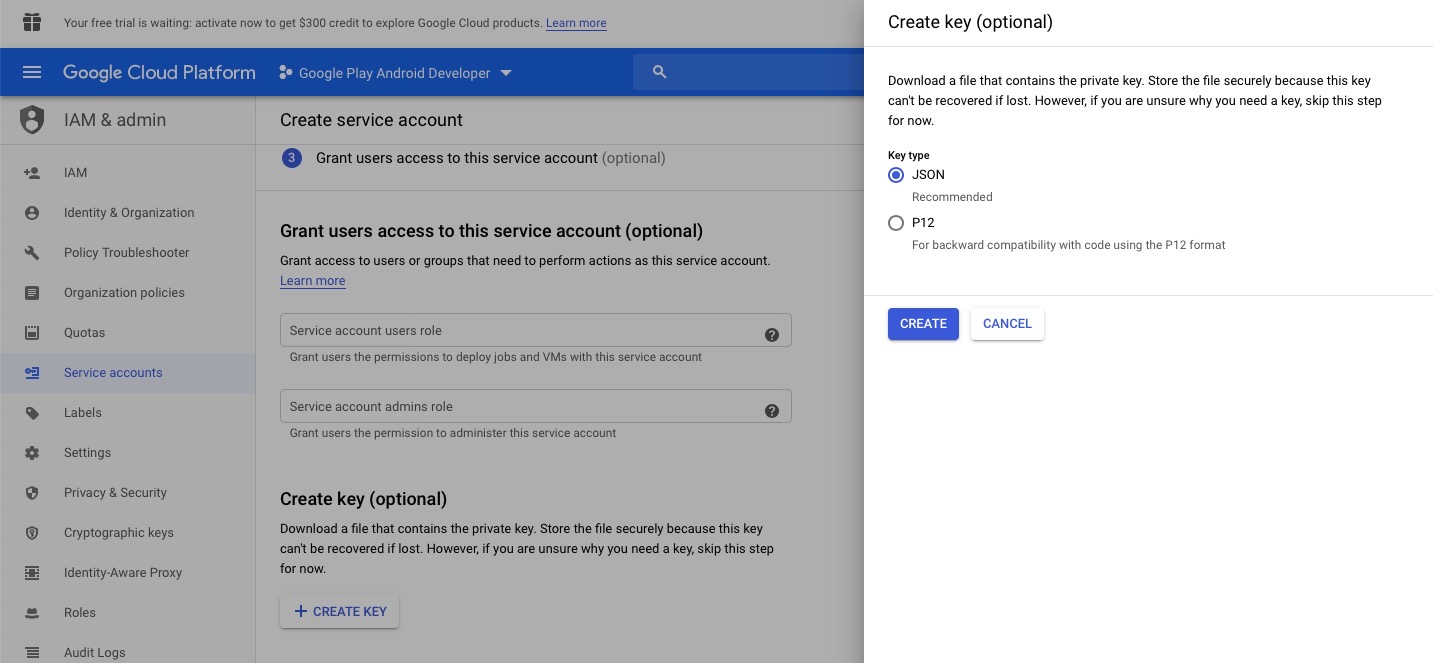 Your free trial is waiting: activate now to get $300 credit to explore Google Cloud products. Learn more
Google Cloud Platform
Google Play Android Developer
IAM & admin
IAM
Identity & Organization
Policy Troubleshooter
Organization policies
Quotas
Service accounts
Labels
Settings
Privacy & Security
Cryptographic keys
Identity-Aware Proxy
Roles
Audit Logs
Create service account
3 Grant users access to this service account (optional)
Grant users access to this service account (optional)
Grant access to users or groups that need to perform actions as this service account.
Learn more
Service account users role
?
Grant users the permissions to deploy jobs and VMs with this service account
Service account admins role
?
Grant users the permission to administer this service account
Create key (optional)
Download a file that contains the private key. Store the file securely because this key
can't be recovered if lost. However, if you are unsure why you need a key, skip this step
for now.
+ CREATE KEY
Create key (optional)
Download a file that contains the private key. Store the file securely because this key
can't be recovered if lost. However, if you are unsure why you need a key, skip this step
for now.
Key type
JSON
Recommended
P12
For backward compatibility with code using the P12 format
CREATE
CANCEL